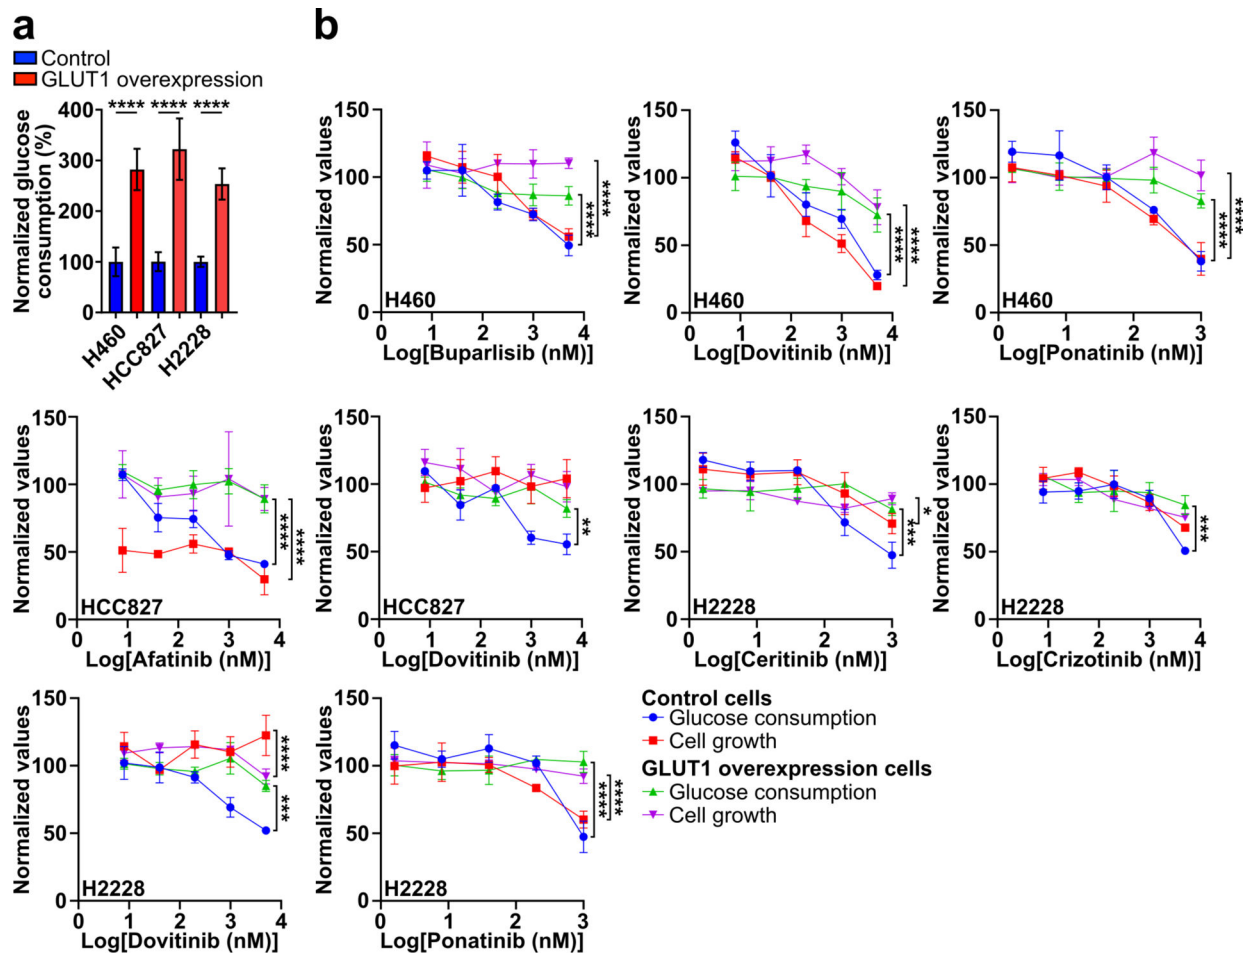 a
Control
GLUT1 overexpression
Normalized glucose
consumption (%)
400
300
200
100
0
**** **** ****
H460
HCC827
H2228
b
Normalized values
150
100
50
0
****
****
H460
0 1 2 3 4
Log[Buparlisib (nM)]
Normalized values
150
100
50
0
****
****
H460
0 1 2 3 4
Log[Dovitinib (nM)]
Normalized values
150
100
50
0
****
****
H460
0 1 2 3
Log[Ponatinib (nM)]
Normalized values
150
100
50
0
****
****
HCC827
0 1 2 3 4
Log[Afatinib (nM)]
Normalized values
150
100
50
0
**
HCC827
0 1 2 3 4
Log[Dovitinib (nM)]
Normalized values
150
100
50
0
*
***
H2228
0 1 2 3
Log[Ceritinib (nM)]
Normalized values
150
100
50
0
***
H2228
0 1 2 3 4
Log[Crizotinib (nM)]
Normalized values
150
100
50
0
****
***
H2228
0 1 2 3 4
Log[Dovitinib (nM)]
Normalized values
150
100
50
0
****
****
H2228
0 1 2 3
Log[Ponatinib (nM)]
Control cells
Glucose consumption
Cell growth
GLUT1 overexpression cells
Glucose consumption
Cell growth